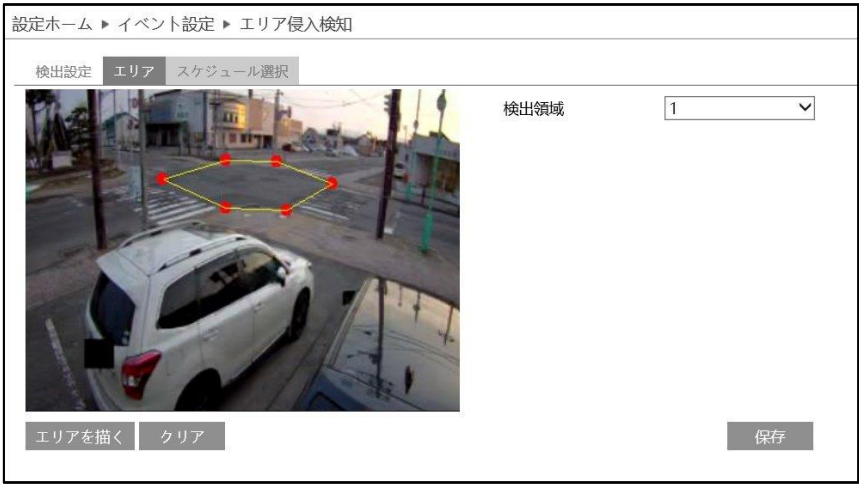 設定ホーム ▶ イベント設定 ▶ エリア侵入検知
検出設定 エリア スケジュール選択
検出領域 1
エリアを描く クリア 保存